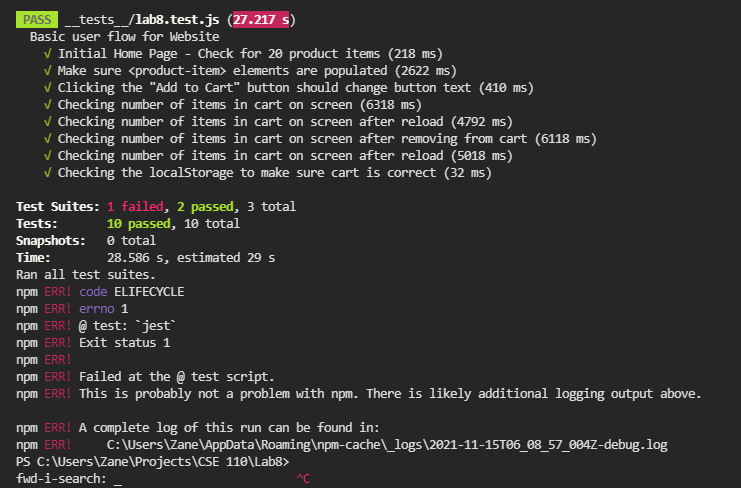 PASS __tests__/lab8.test.js (27.217 s)
Basic user flow for Website
√ Initial Home Page - Check for 20 product items (218 ms)
√ Make sure <product-item> elements are populated (2622 ms)
√ Clicking the "Add to Cart" button should change button text (410 ms)
√ Checking number of items in cart on screen (6318 ms)
√ Checking number of items in cart on screen after reload (4792 ms)
√ Checking number of items in cart on screen after removing from cart (6118 ms)
√ Checking number of items in cart on screen after reload (5018 ms)
√ Checking the localStorage to make sure cart is correct (32 ms)
Test Suites: 1 failed, 2 passed, 3 total
Tests: 10 passed, 10 total
Snapshots: 0 total
Time: 28.586 s, estimated 29 s
Ran all test suites.
npm ERR! code ELIFECYCLE
npm ERR! errno 1
npm ERR! @ test: `jest`
npm ERR! Exit status 1
npm ERR!
npm ERR! Failed at the @ test script.
npm ERR! This is probably not a problem with npm. There is likely additional logging output above.
npm ERR! A complete log of this run can be found in:
npm ERR! C:\Users\Zane\AppData\Roaming\npm-cache\_logs\2021-11-15T06_08_57_004Z-debug.log
PS C:\Users\Zane\Projects\CSE 110\Lab8>
fwd-i-search: _ ^C